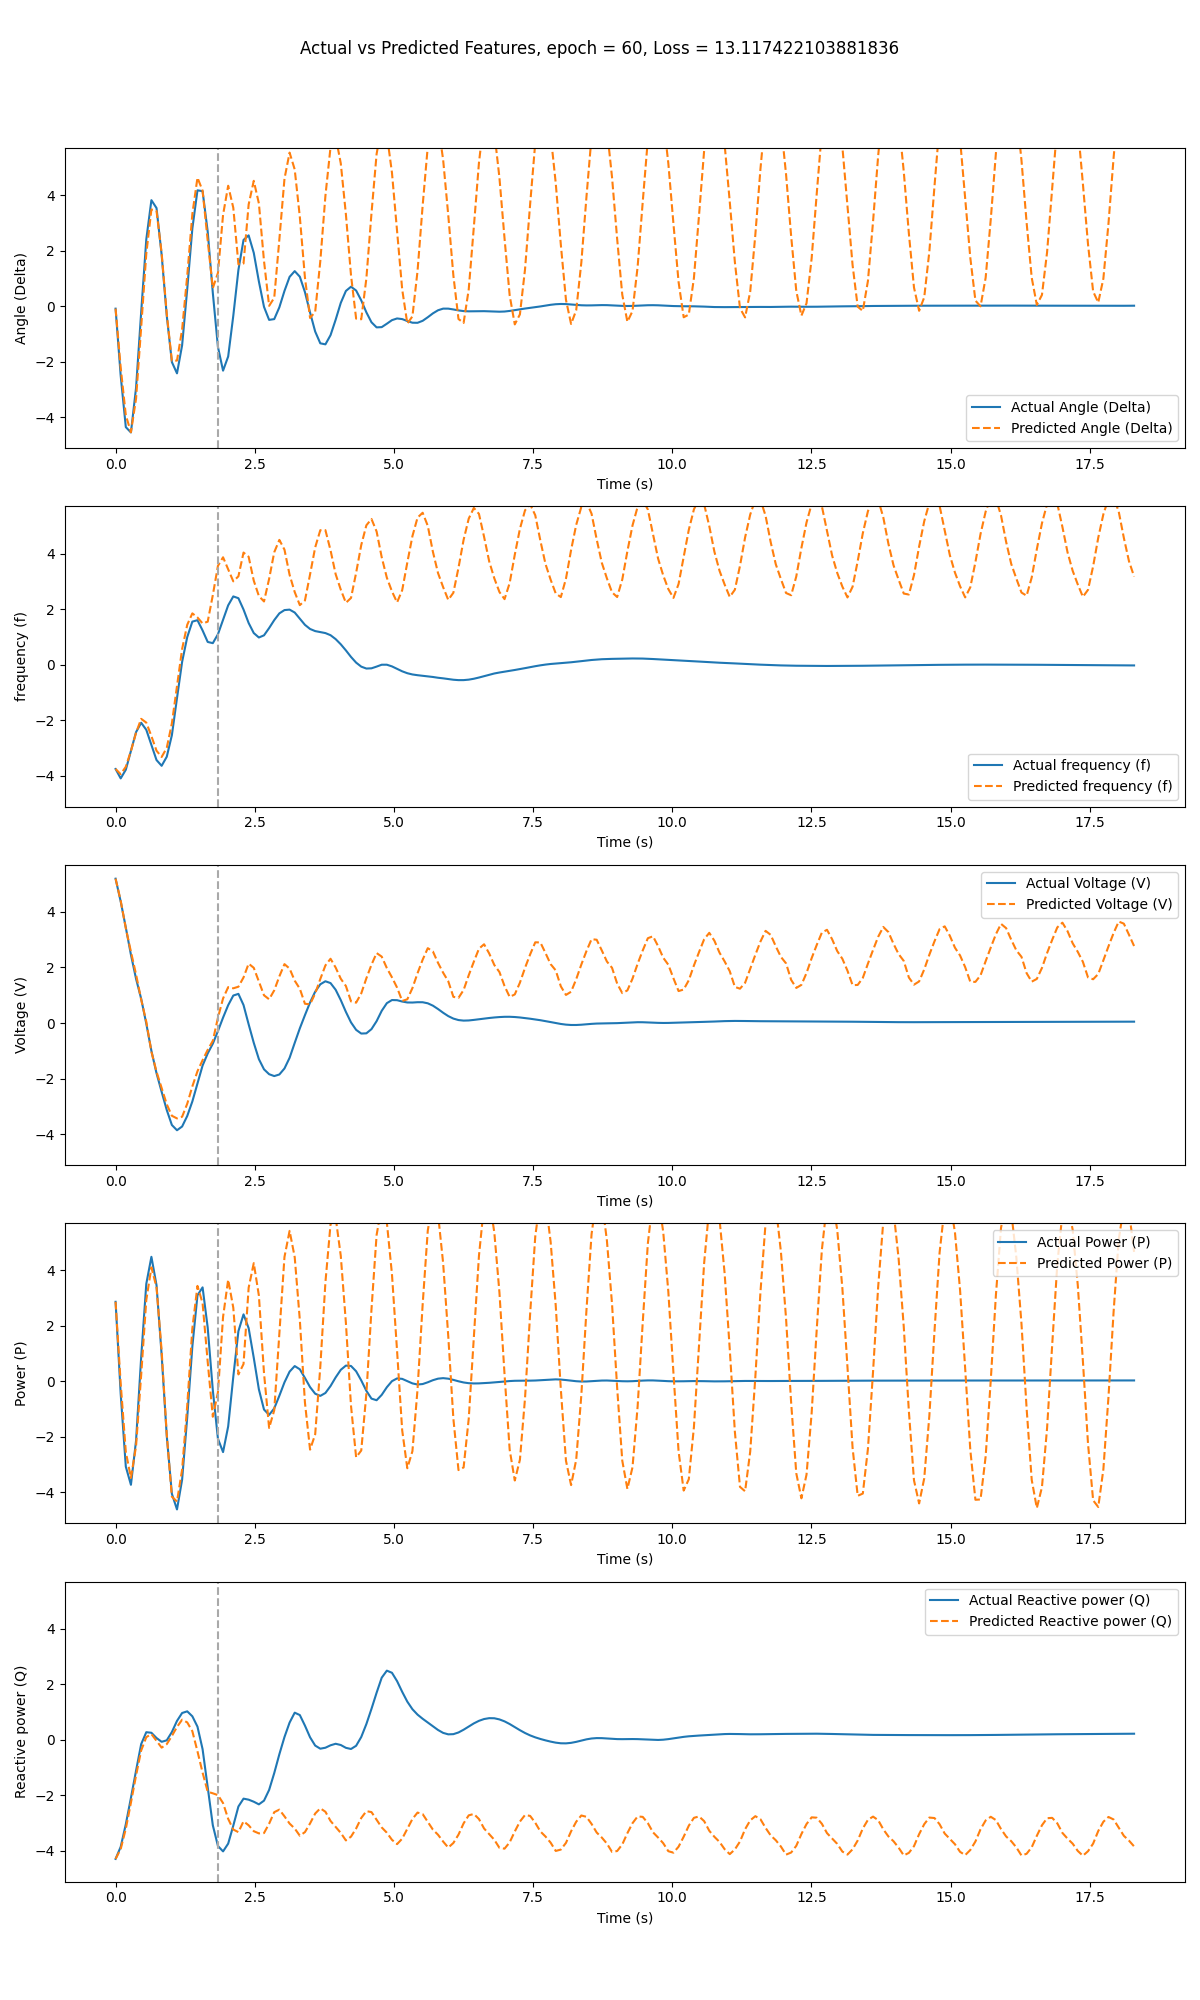 Actual vs Predicted Features, epoch = 60, Loss = 13.117422103881836
4
2
0
−2
−4
Angle (Delta)
Actual Angle (Delta)
Predicted Angle (Delta)
0.0 2.5 5.0 7.5 10.0 12.5 15.0 17.5
Time (s)
4
2
0
−2
−4
frequency (f)
Actual frequency (f)
Predicted frequency (f)
0.0 2.5 5.0 7.5 10.0 12.5 15.0 17.5
Time (s)
Actual Voltage (V)
Predicted Voltage (V)
4
2
0
−2
−4
Voltage (V)
0.0 2.5 5.0 7.5 10.0 12.5 15.0 17.5
Time (s)
Actual Power (P)
Predicted Power (P)
4
2
0
−2
−4
Power (P)
0.0 2.5 5.0 7.5 10.0 12.5 15.0 17.5
Time (s)
Actual Reactive power (Q)
Predicted Reactive power (Q)
4
2
0
−2
−4
Reactive power (Q)
0.0 2.5 5.0 7.5 10.0 12.5 15.0 17.5
Time (s)